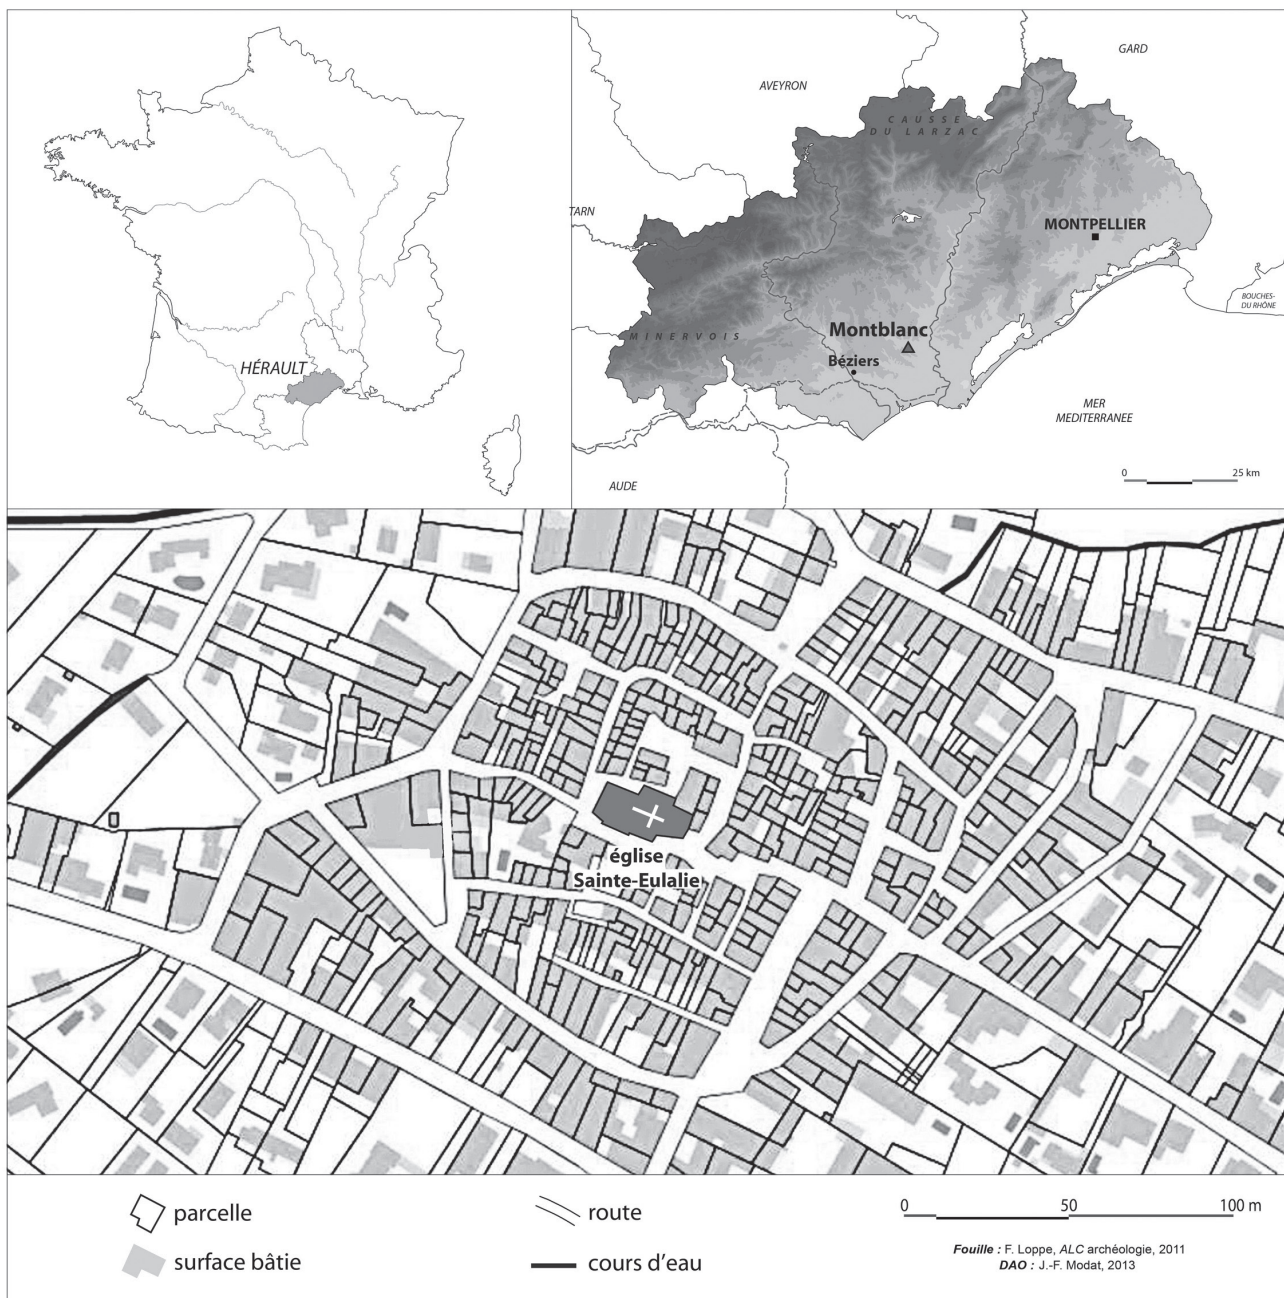 HÉRAULT
GARD
AVEYRON
CAUSSE
DU LARZAC
TARN
MONTPELLIER
BOUCHES-
DU RHÔNE
MINERVOIS
Montblanc
Béziers
MER
MEDITERRANEE
0 25 km
AUDE
église
Sainte-Eulalie
parcelle
route
0 50 100 m
surface bâtie
cours d'eau
Fouille : F. Loppe, ALC archéologie, 2011
DAO : J.-F. Modat, 2013